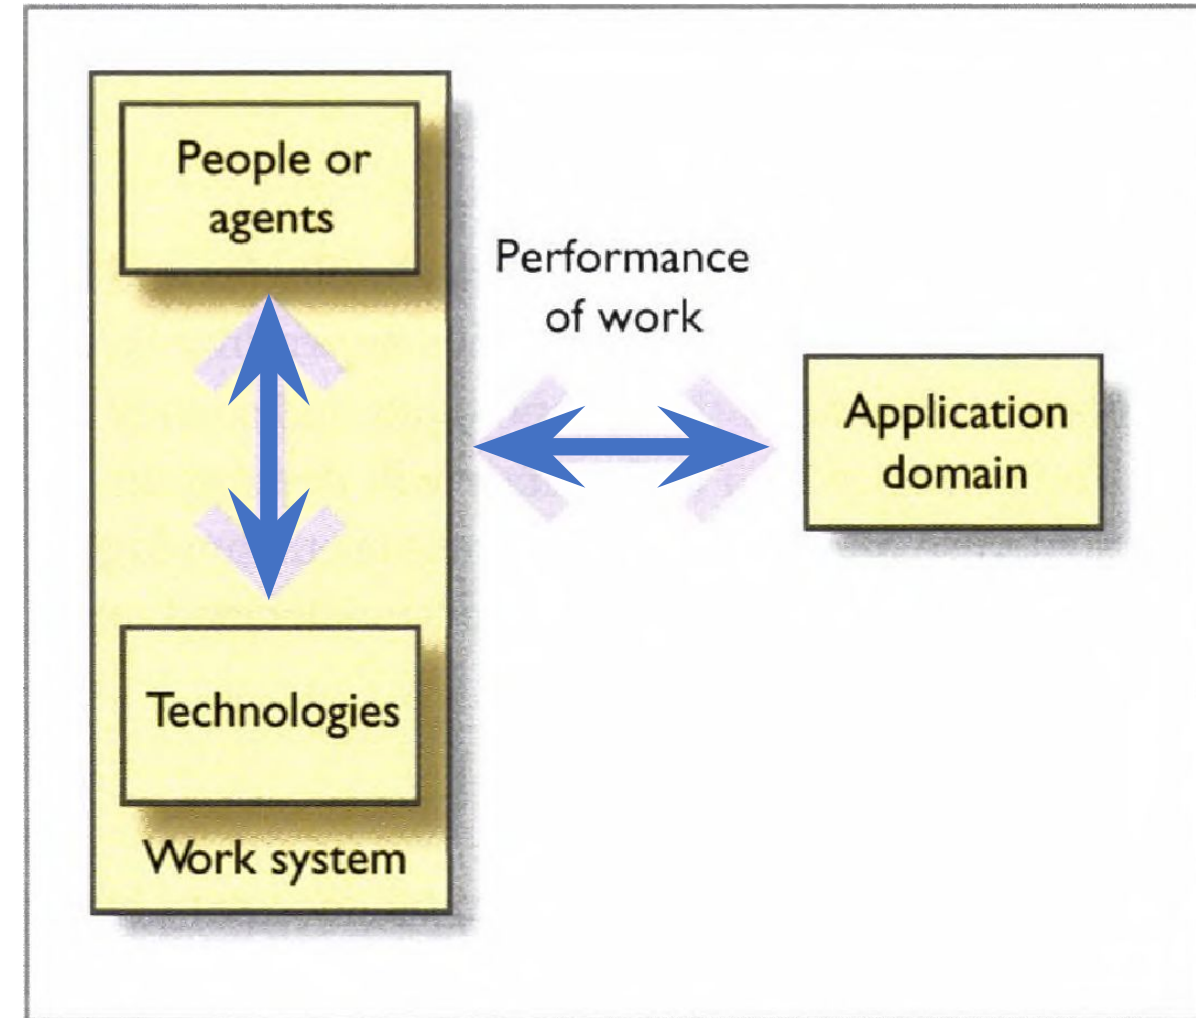 People or
agents
Performance
of work
Application
domain
Technologies
Work system